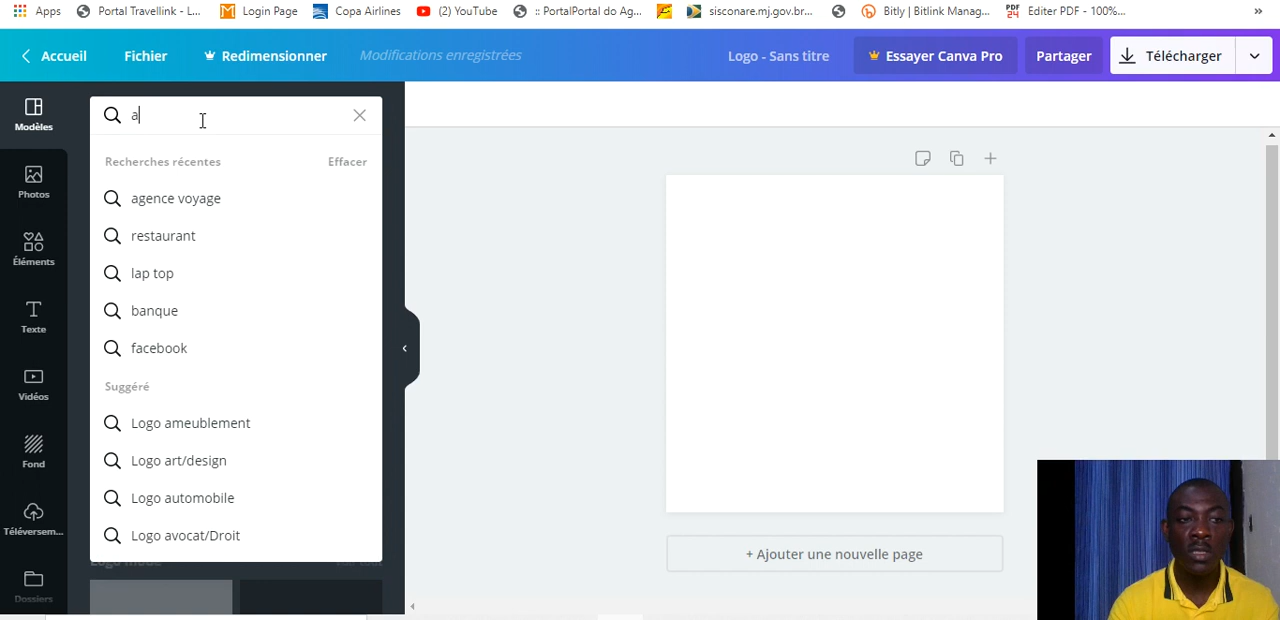 Apps
Portal Travellink - L...
Login Page
Copa Airlines
(2) YouTube
:: PortalPortal do Ag...
sisconare.mj.gov.br...
Bitly | Bitlink Manag...
PDF 24
Editer PDF - 100%...
»
Accueil
Fichier
Redimensionner
Modifications enregistrées
Logo - Sans titre
Essayer Canva Pro
Partager
Télécharger
Modèles
Photos
Éléments
Texte
Vidéos
Fond
Téléversem...
Dossiers
a
Recherches récentes
Effacer
agence voyage
restaurant
lap top
banque
facebook
Suggéré
Logo ameublement
Logo art/design
Logo automobile
Logo avocat/Droit
+ Ajouter une nouvelle page